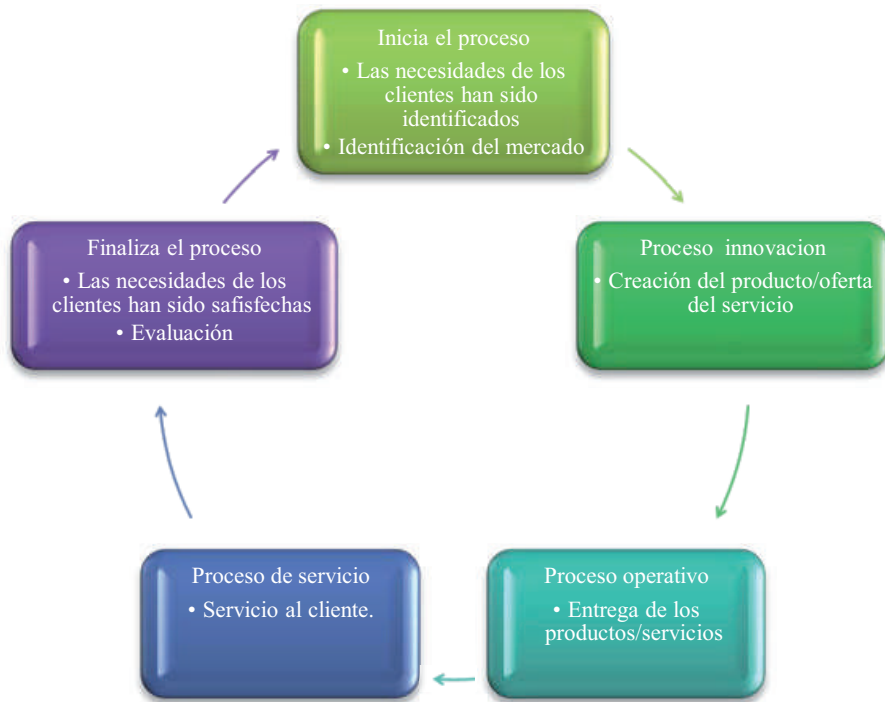 Inicia el proceso
• Las necesidades de los
clientes han sido
identificados
• Identificación del mercado
Proceso innovacion
• Creación del producto/oferta
del servicio
Proceso operativo
• Entrega de los
productos/servicios
Proceso de servicio
• Servicio al cliente.
Finaliza el proceso
• Las necesidades de los
clientes han sido safisfechas
• Evaluación